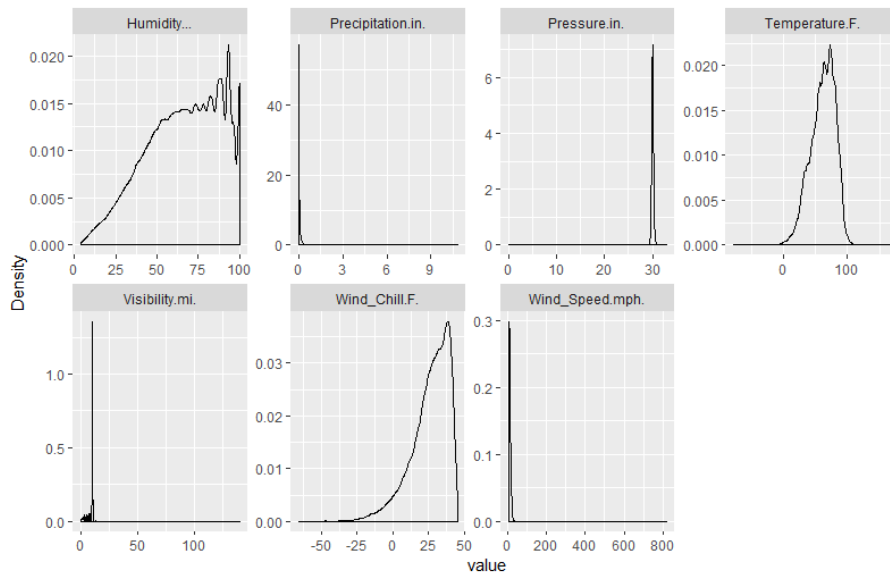 Humidity... Precipitation.in. Pressure.in. Temperature.F.
0.020
0.015
0.010
0.005
0.000
0 25 50 75 100
40
20
0
0 3 6 9
6
4
2
0
0 10 20 30
0.020
0.015
0.010
0.005
0.000
0 100
Density
Visibility.mi. Wind_Chill.F. Wind_Speed.mph.
1.0
0.5
0.0
0 50 100
0.03
0.02
0.01
0.00
-50 -25 0 25 50
0.3
0.2
0.1
0.0
0 200 400 600 800
value